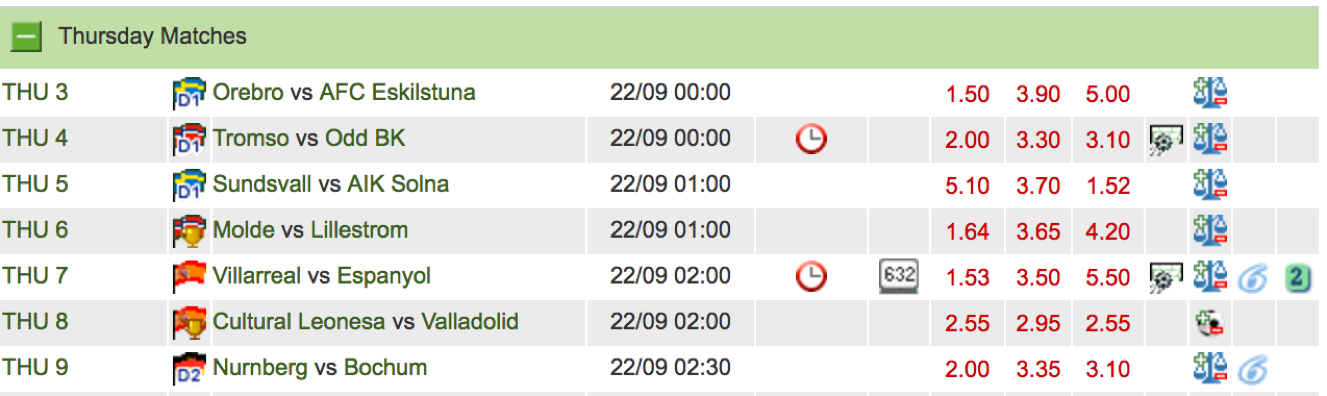 Thursday Matches
THU 3 D1 Orebro vs AFC Eskilstuna 22/09 00:00 1.50 3.90 5.00
THU 4 D1 Tromso vs Odd BK 22/09 00:00 2.00 3.30 3.10
THU 5 D1 Sundsvall vs AIK Solna 22/09 01:00 5.10 3.70 1.52
THU 6 Molde vs Lillestrom 22/09 01:00 1.64 3.65 4.20
THU 7 Villarreal vs Espanyol 22/09 02:00 632 1.53 3.50 5.50 6 2
THU 8 Cultural Leonesa vs Valladolid 22/09 02:00 2.55 2.95 2.55
THU 9 D2 Nurnberg vs Bochum 22/09 02:30 2.00 3.35 3.10 6